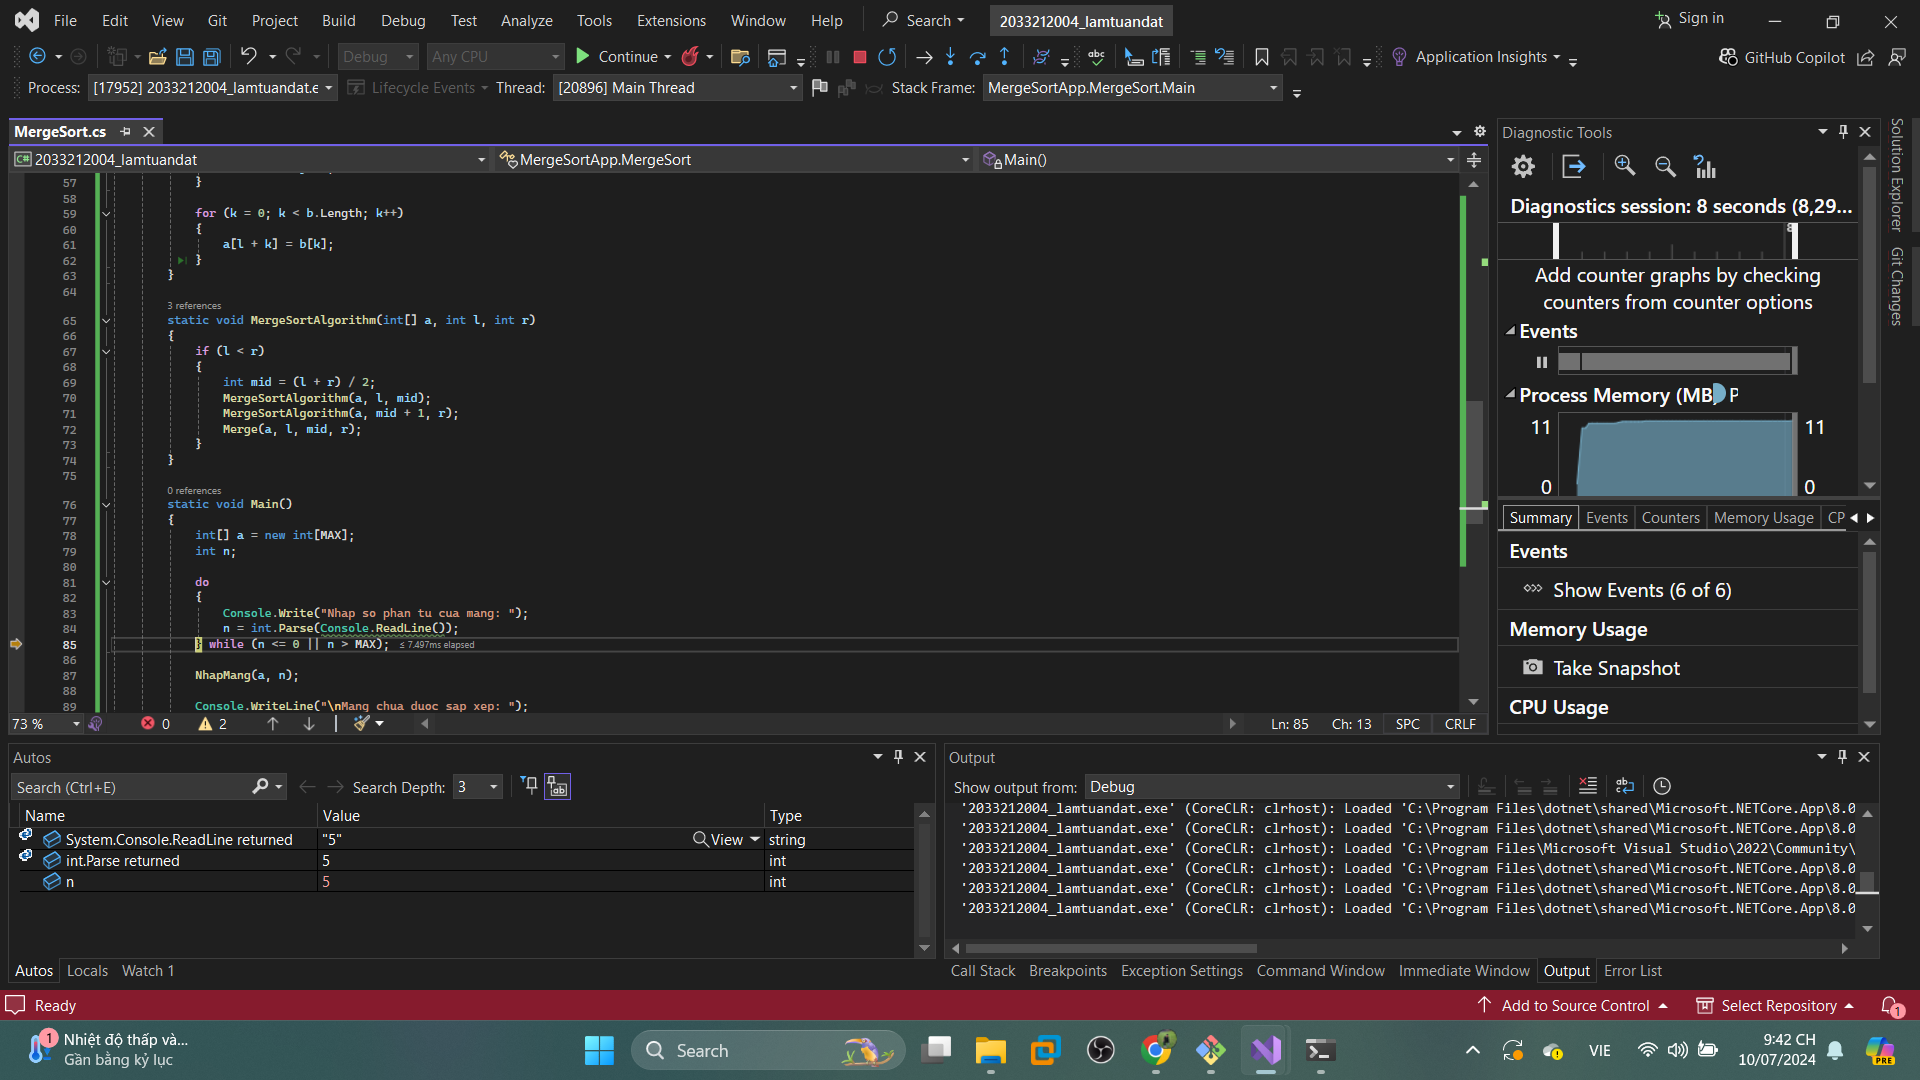 File Edit View Git Project Build Debug Test Analyze Tools Extensions Window Help Search 2033212004_lamtuandat Sign in
Debug Any CPU Continue Application Insights GitHub Copilot
Process: [17952] 2033212004_lamtuandat.e Lifecycle Events Thread: [20896] Main Thread Stack Frame: MergeSortApp.MergeSort.Main
MergeSort.cs
2033212004_lamtuandat MergeSortApp.MergeSort Main()
57 }
58
59 for (k = 0; k < b.Length; k++)
60 {
61 a[l + k] = b[k];
62 }
63 }
64
3 references
65 static void MergeSortAlgorithm(int[] a, int l, int r)
66 {
67 if (l < r)
68 {
69 int mid = (l + r) / 2;
70 MergeSortAlgorithm(a, l, mid);
71 MergeSortAlgorithm(a, mid + 1, r);
72 Merge(a, l, mid, r);
73 }
74 }
75
0 references
76 static void Main()
77 {
78 int[] a = new int[MAX];
79 int n;
80
81 do
82 {
83 Console.Write("Nhap so phan tu cua mang: ");
84 n = int.Parse(Console.ReadLine());
85 } while (n <= 0 || n > MAX); ≤ 7.497ms elapsed
86
87 NhapMang(a, n);
88
Console.WriteLine("\nMang chua duoc sap xep: ");
73 % 0 2 Ln: 85 Ch: 13 SPC CRLF
Diagnostic Tools
Diagnostics session: 8 seconds (8,29...
Add counter graphs by checking
counters from counter options
Events
Process Memory (MB) P
11 11
0 0
Summary Events Counters Memory Usage CP
Events
Show Events (6 of 6)
Memory Usage
Take Snapshot
CPU Usage
Solution Explorer
Git Changes
Autos
Search (Ctrl+E) Search Depth: 3
Name Value Type
System.Console.ReadLine returned "5" View string
int.Parse returned 5 int
n 5 int
Autos Locals Watch 1
Output
Show output from: Debug
'2033212004_lamtuandat.exe' (CoreCLR: clrhost): Loaded 'C:\Program Files\dotnet\shared\Microsoft.NETCore.App\8.0
'2033212004_lamtuandat.exe' (CoreCLR: clrhost): Loaded 'C:\Program Files\dotnet\shared\Microsoft.NETCore.App\8.0
'2033212004_lamtuandat.exe' (CoreCLR: clrhost): Loaded 'C:\Program Files\Microsoft Visual Studio\2022\Community\
'2033212004_lamtuandat.exe' (CoreCLR: clrhost): Loaded 'C:\Program Files\dotnet\shared\Microsoft.NETCore.App\8.0
'2033212004_lamtuandat.exe' (CoreCLR: clrhost): Loaded 'C:\Program Files\dotnet\shared\Microsoft.NETCore.App\8.0
'2033212004_lamtuandat.exe' (CoreCLR: clrhost): Loaded 'C:\Program Files\dotnet\shared\Microsoft.NETCore.App\8.0
Call Stack Breakpoints Exception Settings Command Window Immediate Window Output Error List
Ready Add to Source Control Select Repository 1
1 Nhiệt độ thấp và...
Gần bằng kỷ lục
Search
VIE
9:42 CH
10/07/2024
PRE